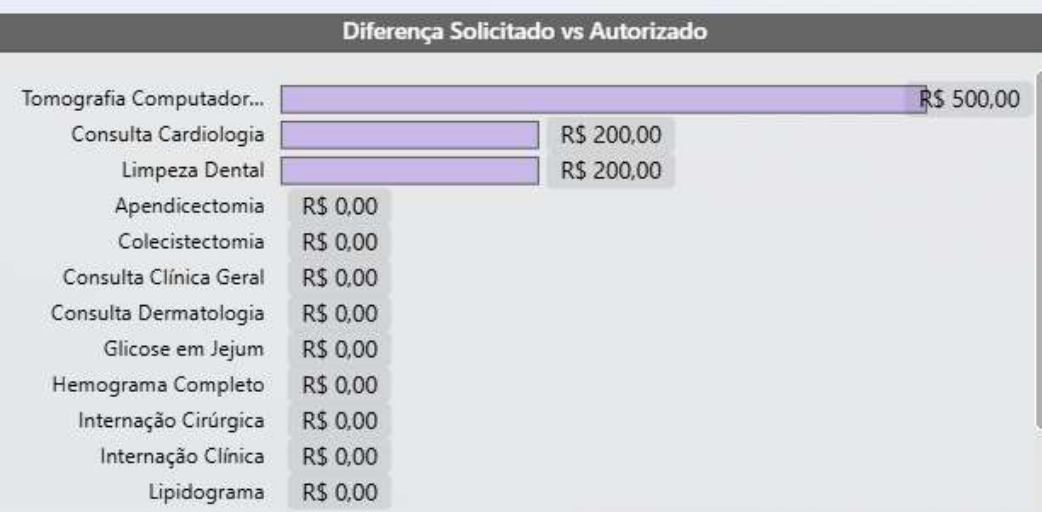 Diferença Solicitado vs Autorizado
Tomografia Computador... R$ 500,00
Consulta Cardiologia R$ 200,00
Limpeza Dental R$ 200,00
Apendicectomia R$ 0,00
Colecistectomia R$ 0,00
Consulta Clínica Geral R$ 0,00
Consulta Dermatologia R$ 0,00
Glicose em Jejum R$ 0,00
Hemograma Completo R$ 0,00
Internação Cirúrgica R$ 0,00
Internação Clínica R$ 0,00
Lipidograma R$ 0,00